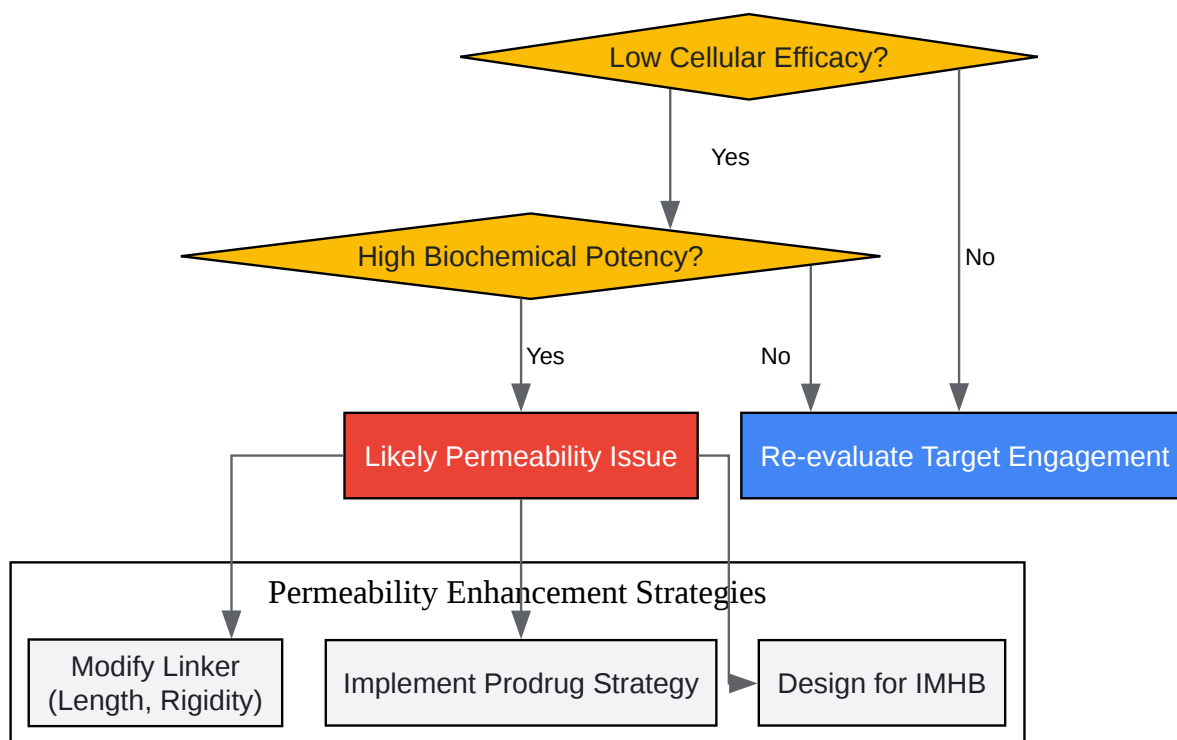 Low Cellular Efficacy?
Yes
High Biochemical Potency?
No
Yes
No
Likely Permeability Issue
Re-evaluate Target Engagement
Permeability Enhancement Strategies
Modify Linker
(Length, Rigidity)
Implement Prodrug Strategy
Design for IMHB